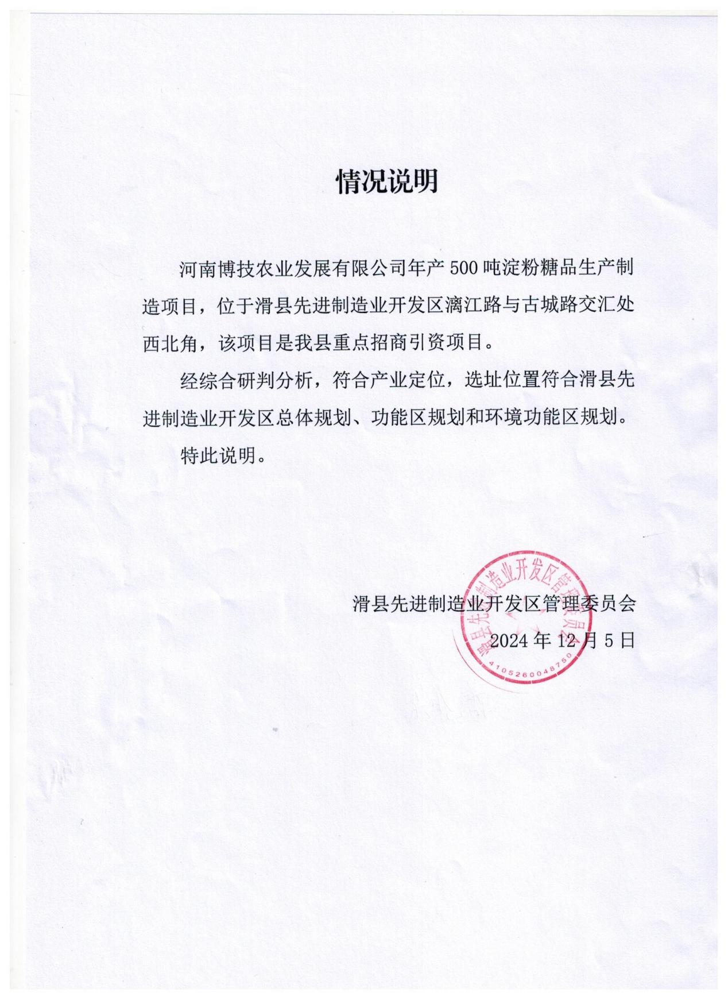 情况说明
河南博技农业发展有限公司年产 500 吨淀粉糖品生产制
造项目，位于滑县先进制造业开发区漓江路与古城路交汇处
西北角，该项目是我县重点招商引资项目。
经综合研判分析，符合产业定位，选址位置符合滑县先
进制造业开发区总体规划、功能区规划和环境功能区规划。
特此说明。
滑县先进制造业开发区管理委员会
2024 年 12 月 5 日
滑县先进制造业开发区管理委员会
4105260048750